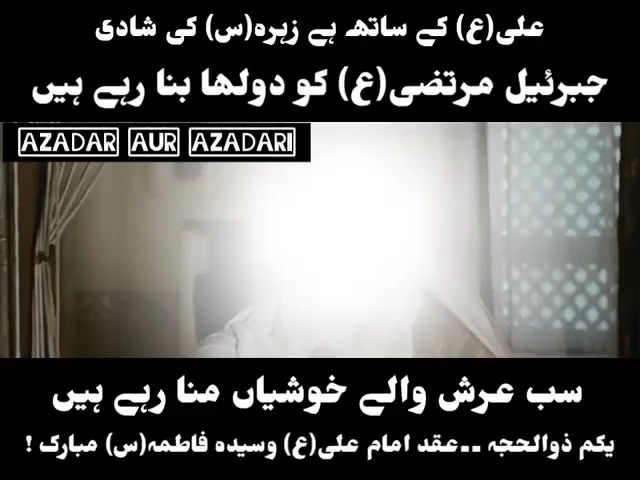 علی(ع) کے ساتھ ہے زہرہ(س) کی شادی
جبرئیل مرتضی(ع) کو دولھا بنا رہے ہیں
AZADAR AUR AZADARI
سب عرش والے خوشیاں منا رہے ہیں
یکم ذوالحجہ --عقد امام علی(ع) وسیدہ فاطمہ(س) مبارک !